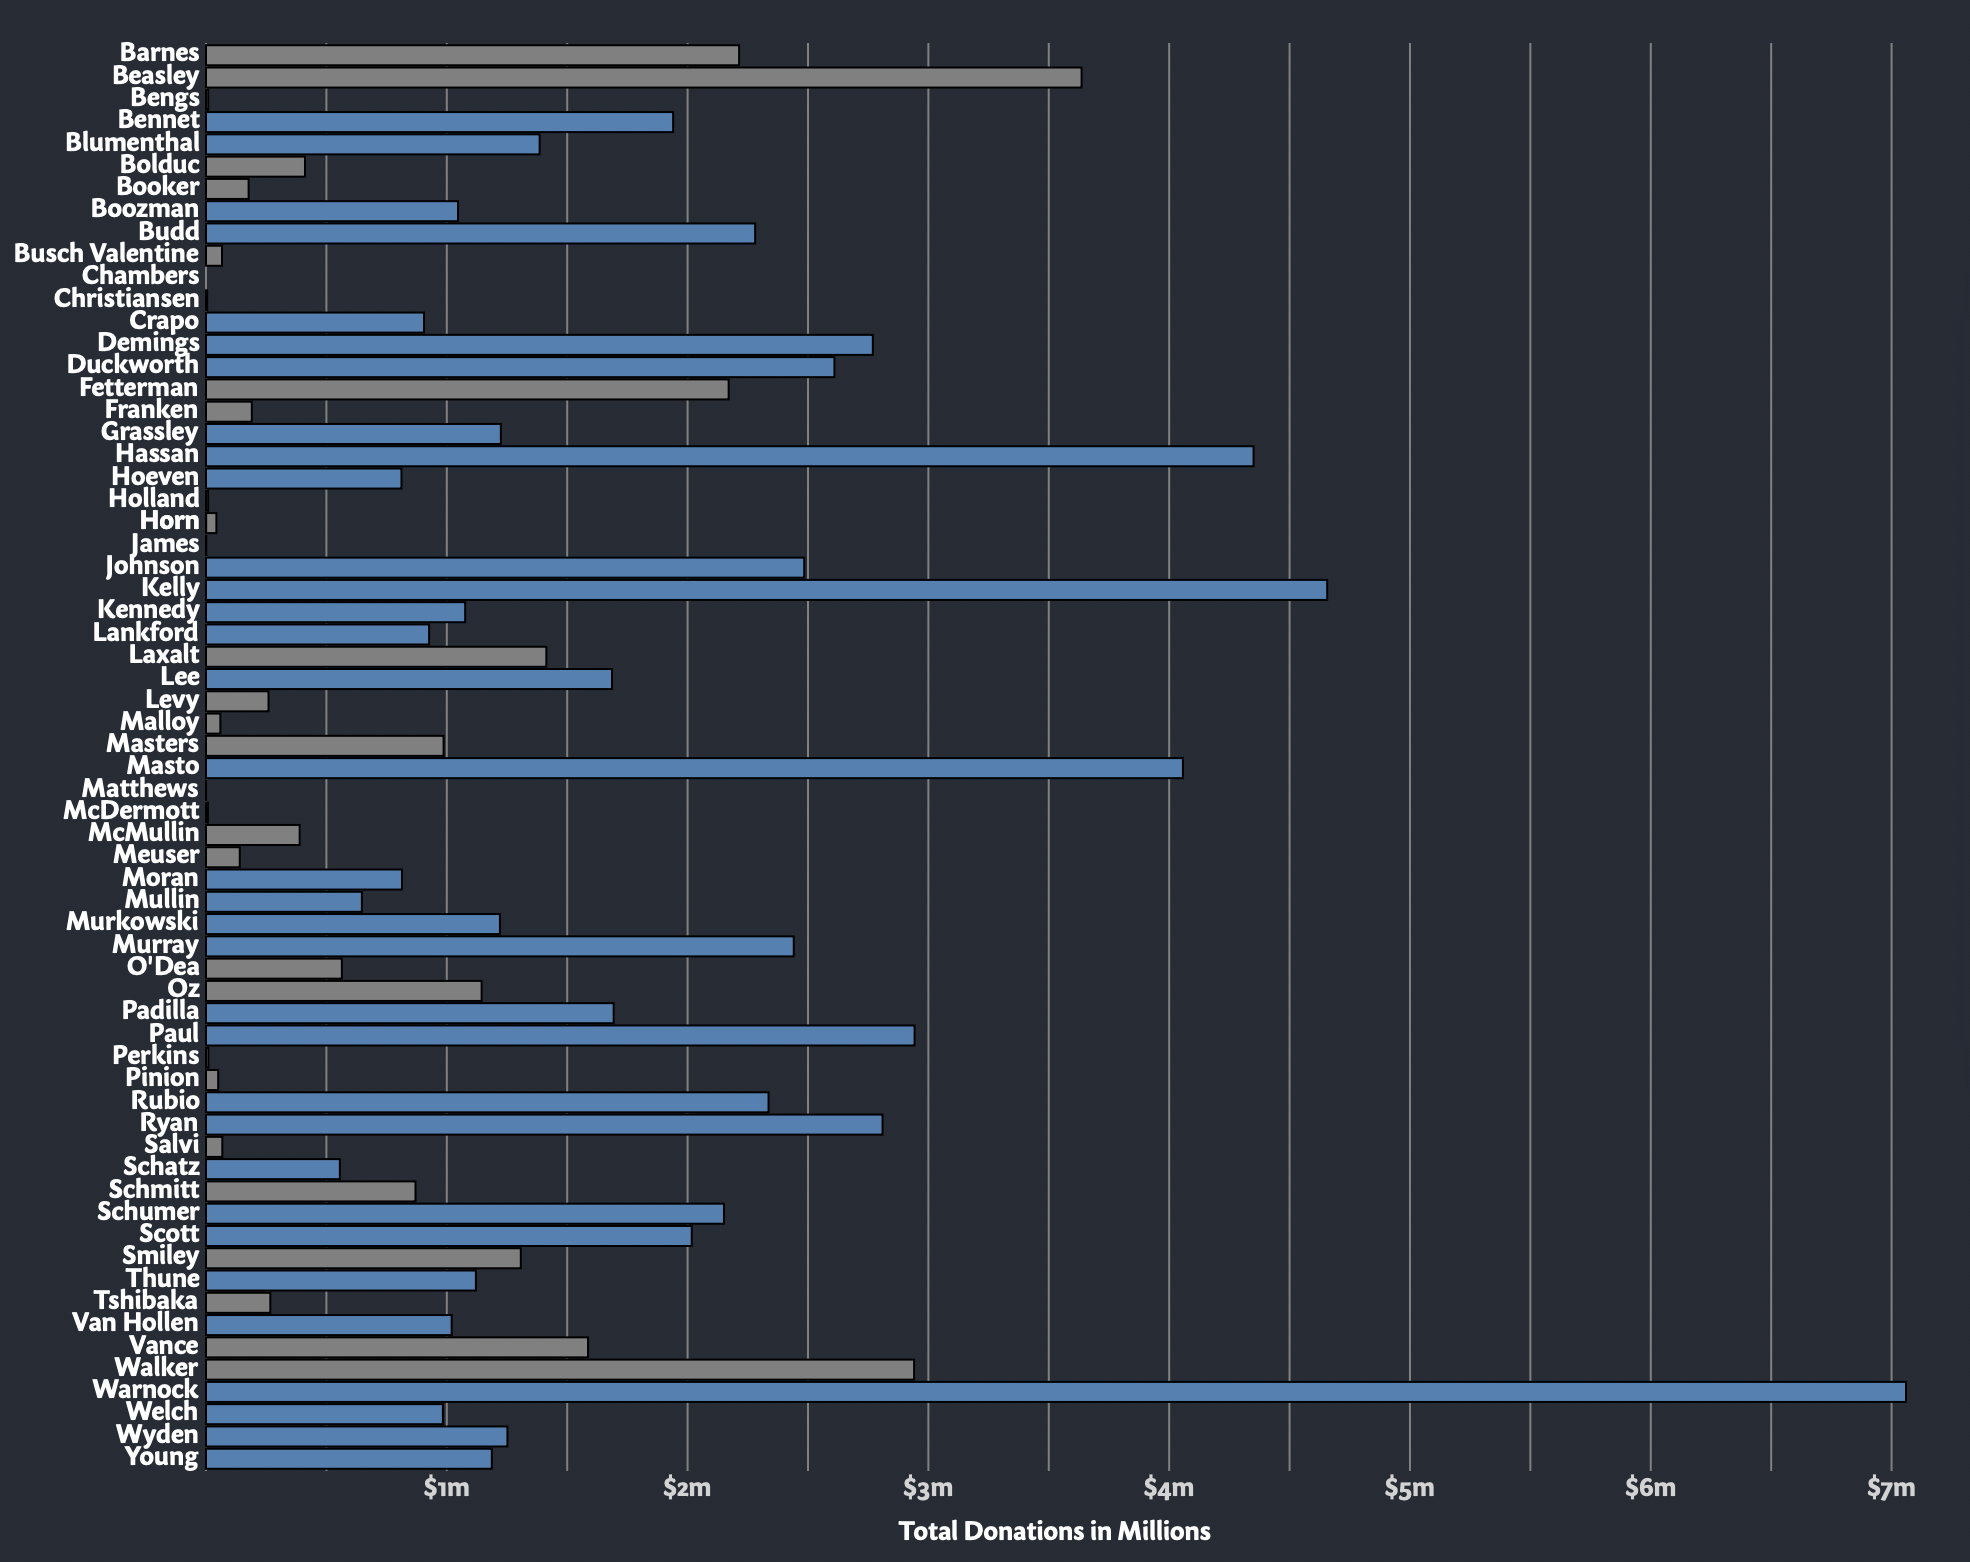 Barnes
Beasley
Bengs
Bennet
Blumenthal
Bolduc
Booker
Boozman
Budd
Busch Valentine
Chambers
Christiansen
Crapo
Demings
Duckworth
Fetterman
Franken
Grassley
Hassan
Hoeven
Holland
Horn
James
Johnson
Kelly
Kennedy
Lankford
Laxalt
Lee
Levy
Malloy
Masters
Masto
Matthews
McDermott
McMullin
Meuser
Moran
Mullin
Murkowski
Murray
O'Dea
Oz
Padilla
Paul
Perkins
Pinion
Rubio
Ryan
Salvi
Schatz
Schmitt
Schumer
Scott
Smiley
Thune
Tshibaka
Van Hollen
Vance
Walker
Warnock
Welch
Wyden
Young
$1m $2m $3m $4m $5m $6m $7m
Total Donations in Millions